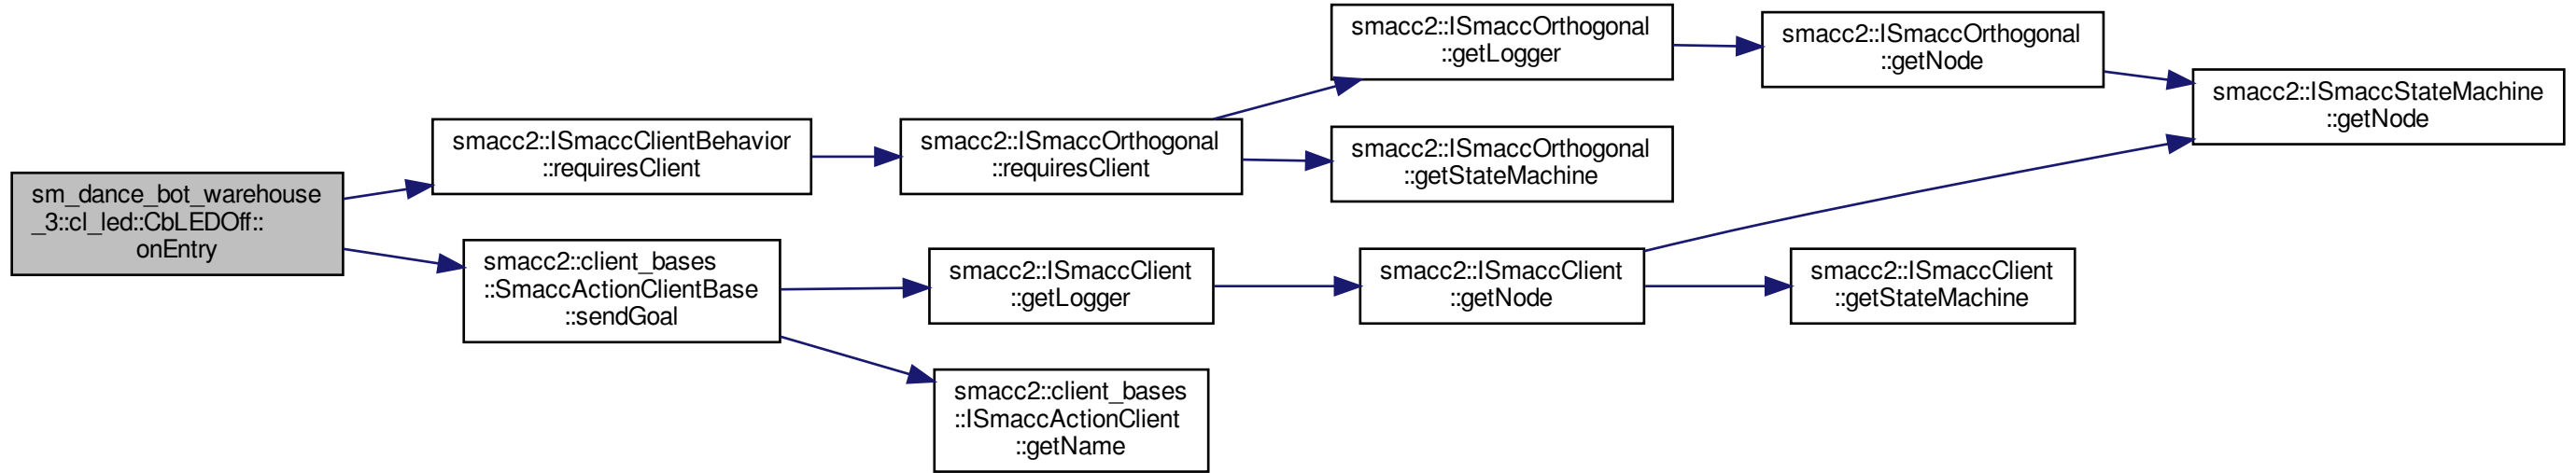 sm_dance_bot_warehouse
_3::cl_led::CbLEDOff::
onEntry
smacc2::ISmaccClientBehavior
::requiresClient
smacc2::ISmaccOrthogonal
::requiresClient
smacc2::ISmaccOrthogonal
::getLogger
smacc2::ISmaccOrthogonal
::getNode
smacc2::ISmaccStateMachine
::getNode
smacc2::ISmaccOrthogonal
::getStateMachine
smacc2::client_bases
::SmaccActionClientBase
::sendGoal
smacc2::ISmaccClient
::getLogger
smacc2::ISmaccClient
::getNode
smacc2::ISmaccClient
::getStateMachine
smacc2::client_bases
::ISmaccActionClient
::getName